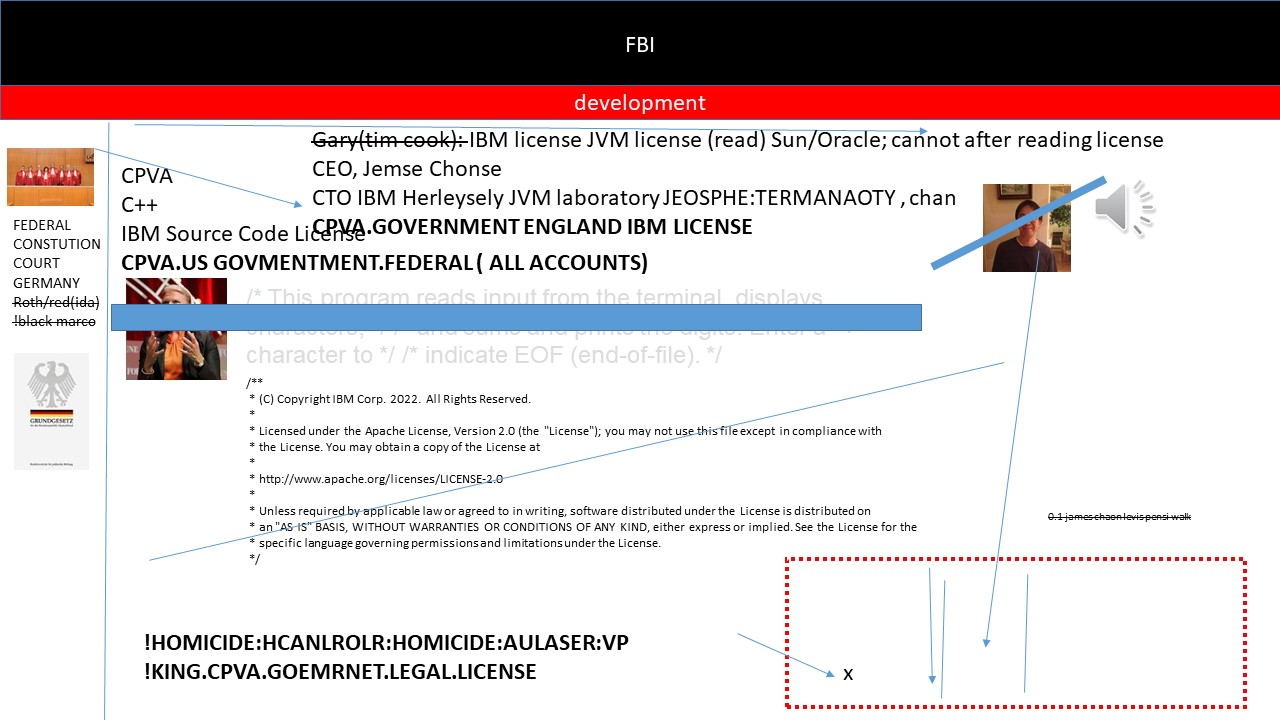 FBI
development
Gary(tim cook): IBM license JVM license (read) Sun/Oracle; cannot after reading license
CEO, Jemse Chonse
CTO IBM Herleysely JVM laboratory JEOSPHE:TERMANAOTY , chan
CPVA.GOVERNMENT ENGLAND IBM LICENSE
CPVA
C++
IBM Source Code License
CPVA.US GOVMENTMENT.FEDERAL ( ALL ACCOUNTS)
FEDERAL
CONSTUTION
COURT
GERMANY
Roth/red(ida)
!black marco
GRUNDGESETZ
/* This program reads input from the terminal, displays
characters, */ /* and sums and prints the digits. Enter a
character to */ /* indicate EOF (end-of-file). */
/**
* (C) Copyright IBM Corp. 2022. All Rights Reserved.
*
* Licensed under the Apache License, Version 2.0 (the "License"); you may not use this file except in compliance with
* the License. You may obtain a copy of the License at
*
* http://www.apache.org/licenses/LICENSE-2.0
*
* Unless required by applicable law or agreed to in writing, software distributed under the License is distributed on
* an "AS IS" BASIS, WITHOUT WARRANTIES OR CONDITIONS OF ANY KIND, either express or implied. See the License for the
* specific language governing permissions and limitations under the License.
*/
0.1 james chaon levis pensi walk
!HOMICIDE:HCANLROLR:HOMICIDE:AULASER:VP
!KING.CPVA.GOEMRNET.LEGAL.LICENSE
x